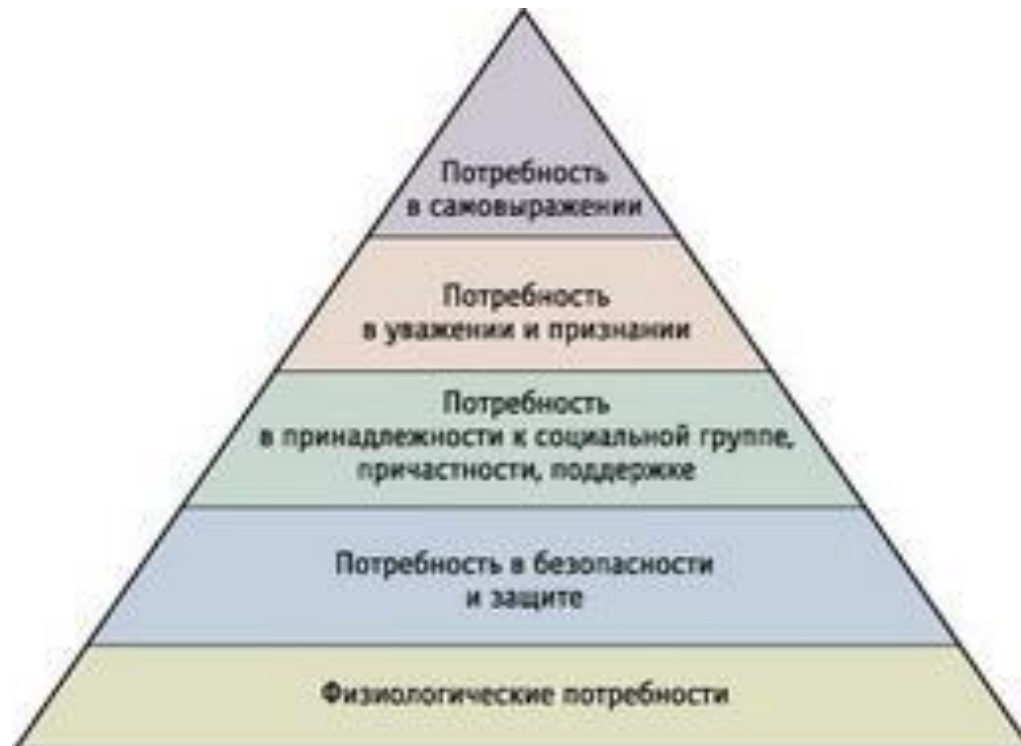 Потребность
в самовыражении
Потребность
в уважении и признании
Потребность
в принадлежности к социальной группе,
причастности, поддержке
Потребность в безопасности
и защите
Физиологические потребности